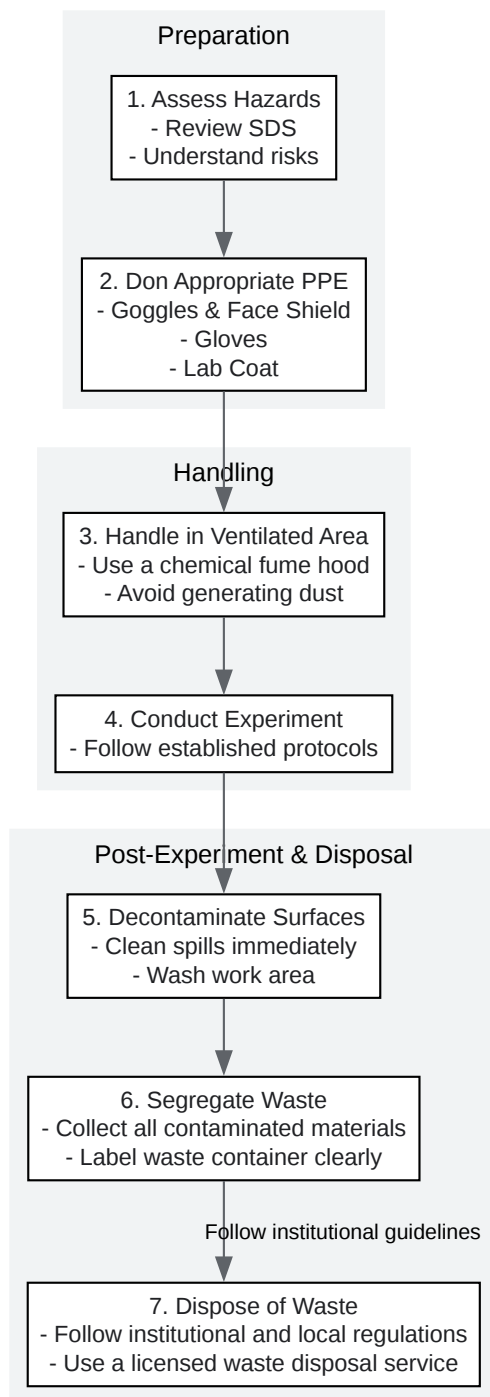 Preparation
1. Assess Hazards
- Review SDS
- Understand risks
2. Don Appropriate PPE
- Goggles & Face Shield
- Gloves
- Lab Coat
Handling
3. Handle in Ventilated Area
- Use a chemical fume hood
- Avoid generating dust
4. Conduct Experiment
- Follow established protocols
Post-Experiment & Disposal
5. Decontaminate Surfaces
- Clean spills immediately
- Wash work area
6. Segregate Waste
- Collect all contaminated materials
- Label waste container clearly
Follow institutional guidelines
7. Dispose of Waste
- Follow institutional and local regulations
- Use a licensed waste disposal service